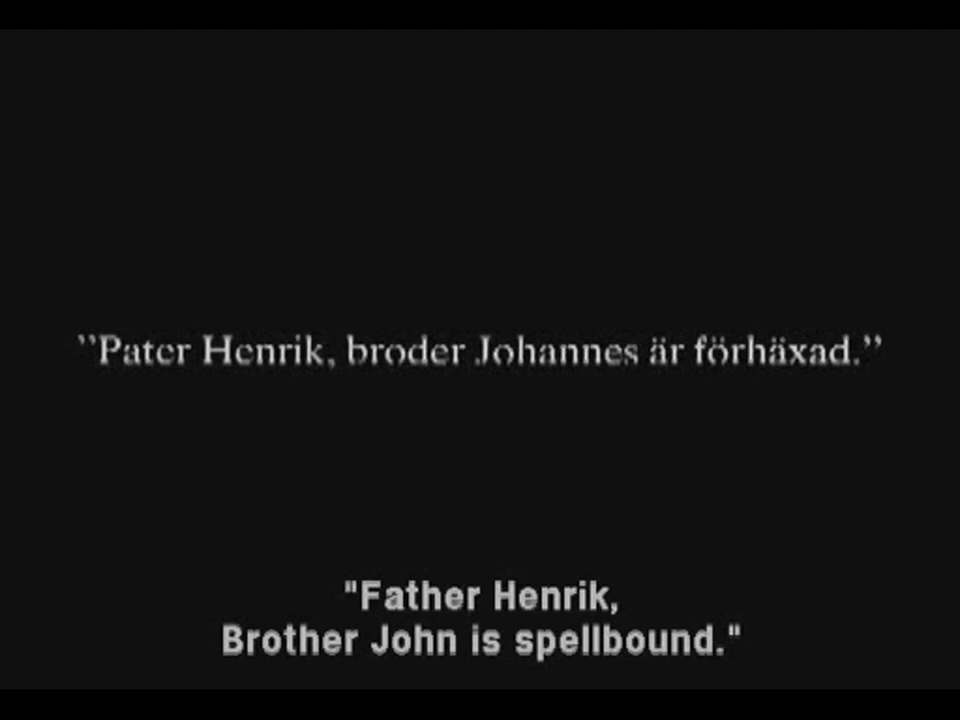 ”Pater Henrik, broder Johannes är förhäxad.”
"Father Henrik,
Brother John is spellbound."